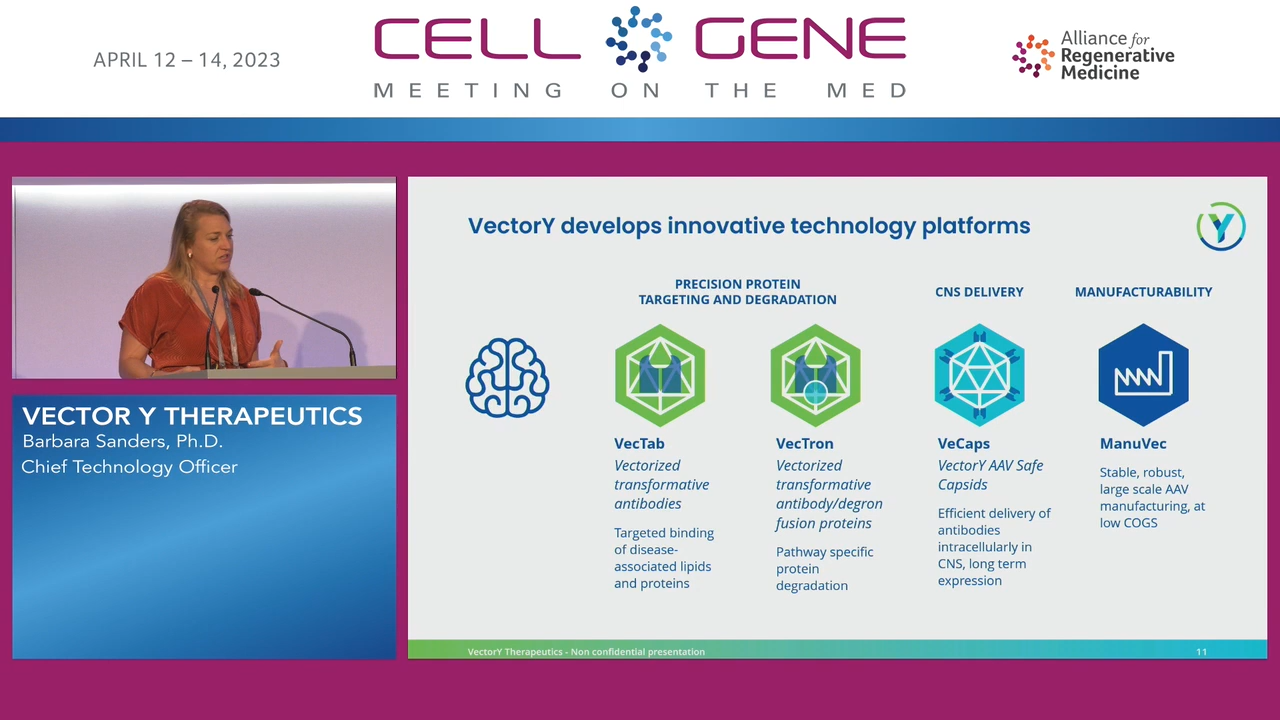 APRIL 12 – 14, 2023
CELL GENE
MEETING ON THE MED
Alliance for
Regenerative
Medicine
VECTOR Y THERAPEUTICS
Barbara Sanders, Ph.D.
Chief Technology Officer
VectorY develops innovative technology platforms
Y
PRECISION PROTEIN
TARGETING AND DEGRADATION
CNS DELIVERY
MANUFACTURABILITY
VecTab
Vectorized
transformative
antibodies
Targeted binding
of disease-
associated lipids
and proteins
VecTron
Vectorized
transformative
antibody/degron
fusion proteins
Pathway specific
protein
degradation
VeCaps
VectorY AAV Safe
Capsids
Efficient delivery of
antibodies
intracellularly in
CNS, long term
expression
ManuVec
Stable, robust,
large scale AAV
manufacturing, at
low COGS
VectorY Therapeutics - Non confidential presentation
11